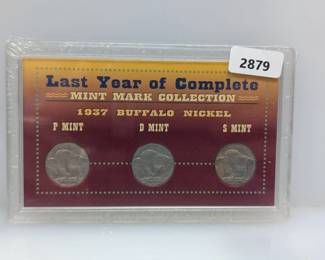 2879
Last Year of Complete
MINT MARK COLLECTION
1937 BUFFALO NICKEL
P MINT D MINT S MINT